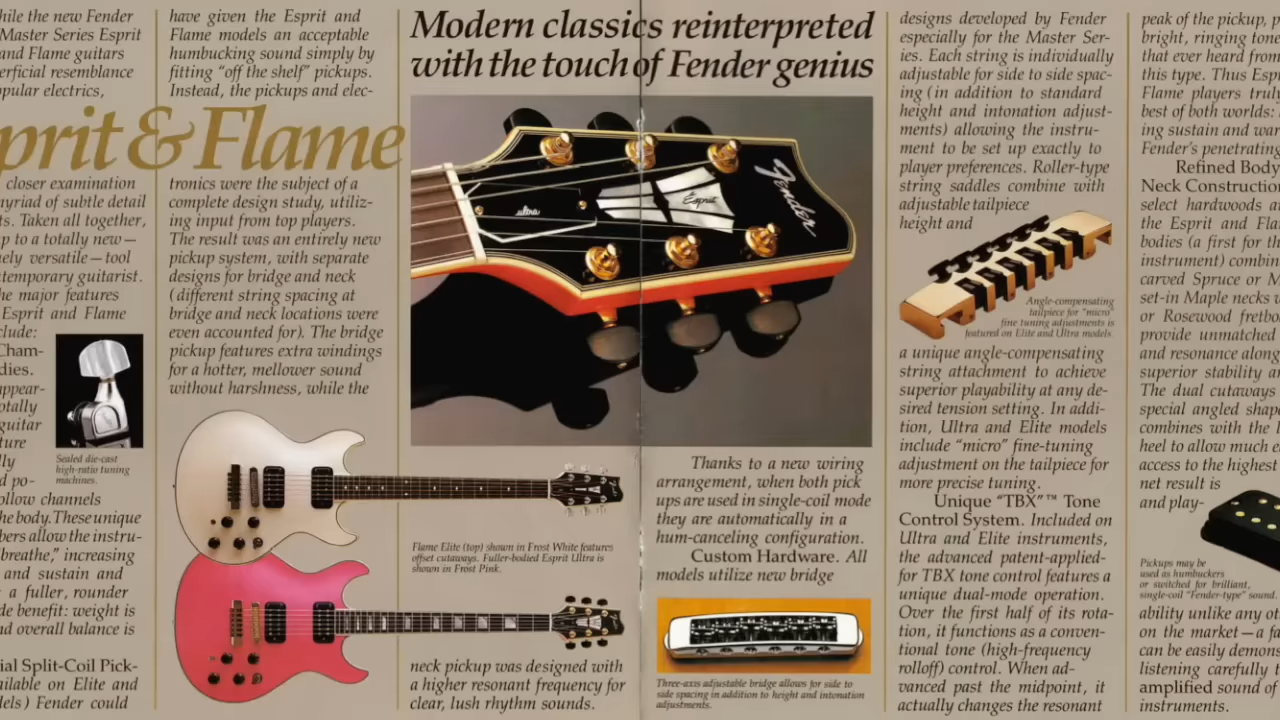 hile the new Fender
Master Series Esprit
and Flame guitars
erficial resemblance
opular electrics,
prit & Flame
closer examination
myriad of subtle detail
ts. Taken all together,
p to a totally new—
ely versatile—tool
temporary guitarist.
he major features
Esprit and Flame
clude:
Cham-
dies.
appear-
otally
guitar
ture
lly
d po-
ollow channels
he body. These unique
bers allow the instru-
breathe," increasing
and sustain and
a fuller, rounder
de benefit: weight is
nd overall balance is
ial Split-Coil Pick-
ailable on Elite and
dels) Fender could
Sealed die-cast
high-ratio tuning
machines.
have given the Esprit and
Flame models an acceptable
humbucking sound simply by
fitting "off the shelf" pickups.
Instead, the pickups and elec-
tronics were the subject of a
complete design study, utiliz-
ing input from top players.
The result was an entirely new
pickup system, with separate
designs for bridge and neck
(different string spacing at
bridge and neck locations were
even accounted for). The bridge
pickup features extra windings
for a hotter, mellower sound
without harshness, while the
Modern classics reinterpreted
with the touch of Fender genius
Fender
Esprit
ultra
Flame Elite (top) shown in Frost White features
offset cutaways. Fuller-bodied Esprit Ultra is
shown in Frost Pink.
neck pickup was designed with
a higher resonant frequency for
clear, lush rhythm sounds.
Thanks to a new wiring
arrangement, when both pick
ups are used in single-coil mode
they are automatically in a
hum-canceling configuration.
Custom Hardware. All
models utilize new bridge
Three-axis adjustable bridge allows for side to
side spacing in addition to height and intonation
adjustments.
designs developed by Fender
especially for the Master Ser-
ies. Each string is individually
adjustable for side to side spac-
ing (in addition to standard
height and intonation adjust-
ments) allowing the instru-
ment to be set up exactly to
player preferences. Roller-type
string saddles combine with
adjustable tailpiece
height and
Angle-compensating
tailpiece for "micro"
fine tuning adjustments is
featured on Elite and Ultra models.
a unique angle-compensating
string attachment to achieve
superior playability at any de-
sired tension setting. In addi-
tion, Ultra and Elite models
include "micro" fine-tuning
adjustment on the tailpiece for
more precise tuning.
Unique "TBX"™ Tone
Control System. Included on
Ultra and Elite instruments,
the advanced patent-applied-
for TBX tone control features a
unique dual-mode operation.
Over the first half of its rota-
tion, it functions as a conven-
tional tone (high-frequency
rolloff) control. When ad-
vanced past the midpoint, it
actually changes the resonant
peak of the pickup, p
bright, ringing tone
that ever heard from
this type. Thus Espr
Flame players truly
best of both worlds:
ing sustain and war
Fender's penetrating
Refined Body
Neck Construction
select hardwoods a
the Esprit and Fla
bodies (a first for th
instrument) combin
carved Spruce or M
set-in Maple necks w
or Rosewood fretbo
provide unmatched
and resonance along
superior stability an
The dual cutaways
special angled shap
combines with the l
heel to allow much e
access to the highest
net result is
and play-
Pickups may be
used as humbuckers
or switched for brilliant,
single-coil "Fender-type" sound.
ability unlike any ot
on the market—a fa
can be easily demons
listening carefully
amplified sound of
instruments.